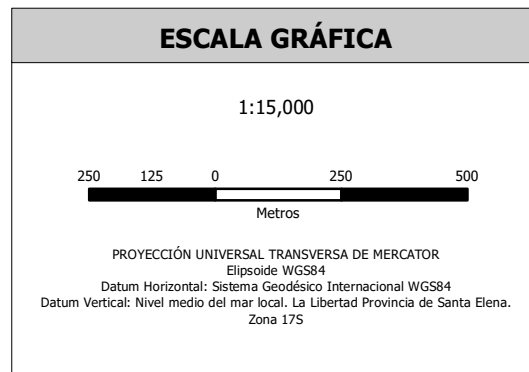 ESCALA GRÁFICA
1:15,000
250 125 0 250 500
Metros
PROYECCIÓN UNIVERSAL TRANSVERSA DE MERCATOR
Elipsoide WGS84
Datum Horizontal: Sistema Geodésico Internacional WGS84
Datum Vertical: Nivel medio del mar local. La Libertad Provincia de Santa Elena.
Zona 17S